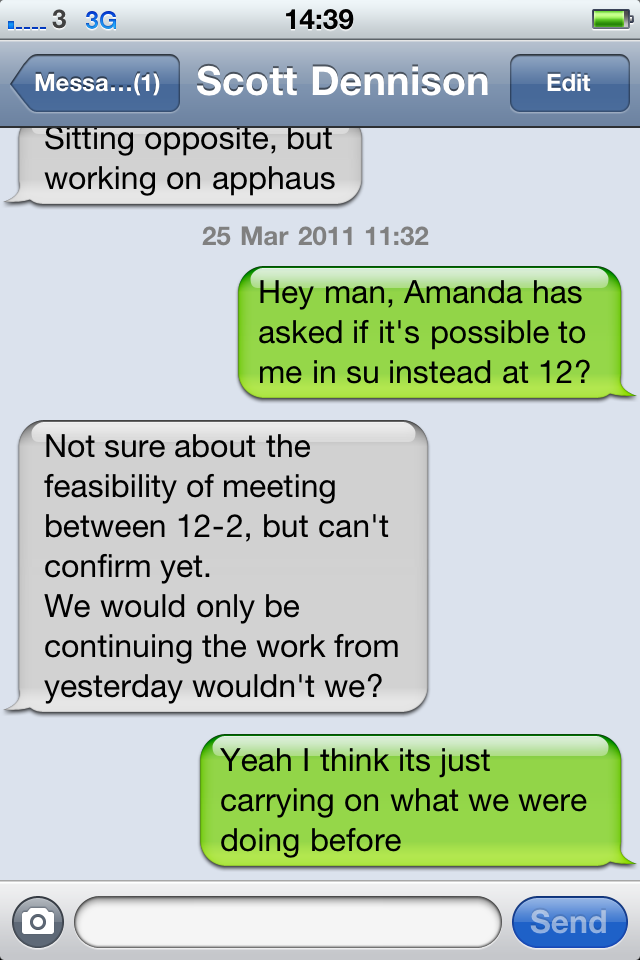 3 3G 14:39
Messa...(1) Scott Dennison Edit
Sitting opposite, but
working on apphaus
25 Mar 2011 11:32
Hey man, Amanda has
asked if it's possible to
me in su instead at 12?
Not sure about the
feasibility of meeting
between 12-2, but can't
confirm yet.
We would only be
continuing the work from
yesterday wouldn't we?
Yeah I think its just
carrying on what we were
doing before
Send